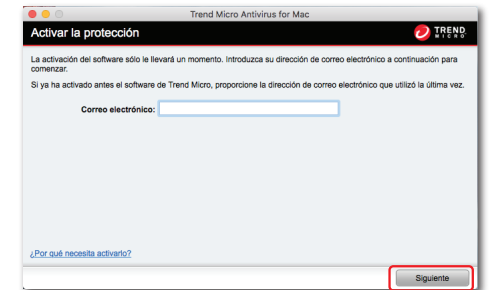 Trend Micro Antivirus for Mac
Activar la protección
TREND
MICRO
La activación del software sólo le llevará un momento. Introduzca su dirección de correo electrónico a continuación para
comenzar.
Si ya ha activado antes el software de Trend Micro, proporcione la dirección de correo electrónico que utilizó la última vez.
Correo electrónico:
¿Por qué necesita activarlo?
Siguiente